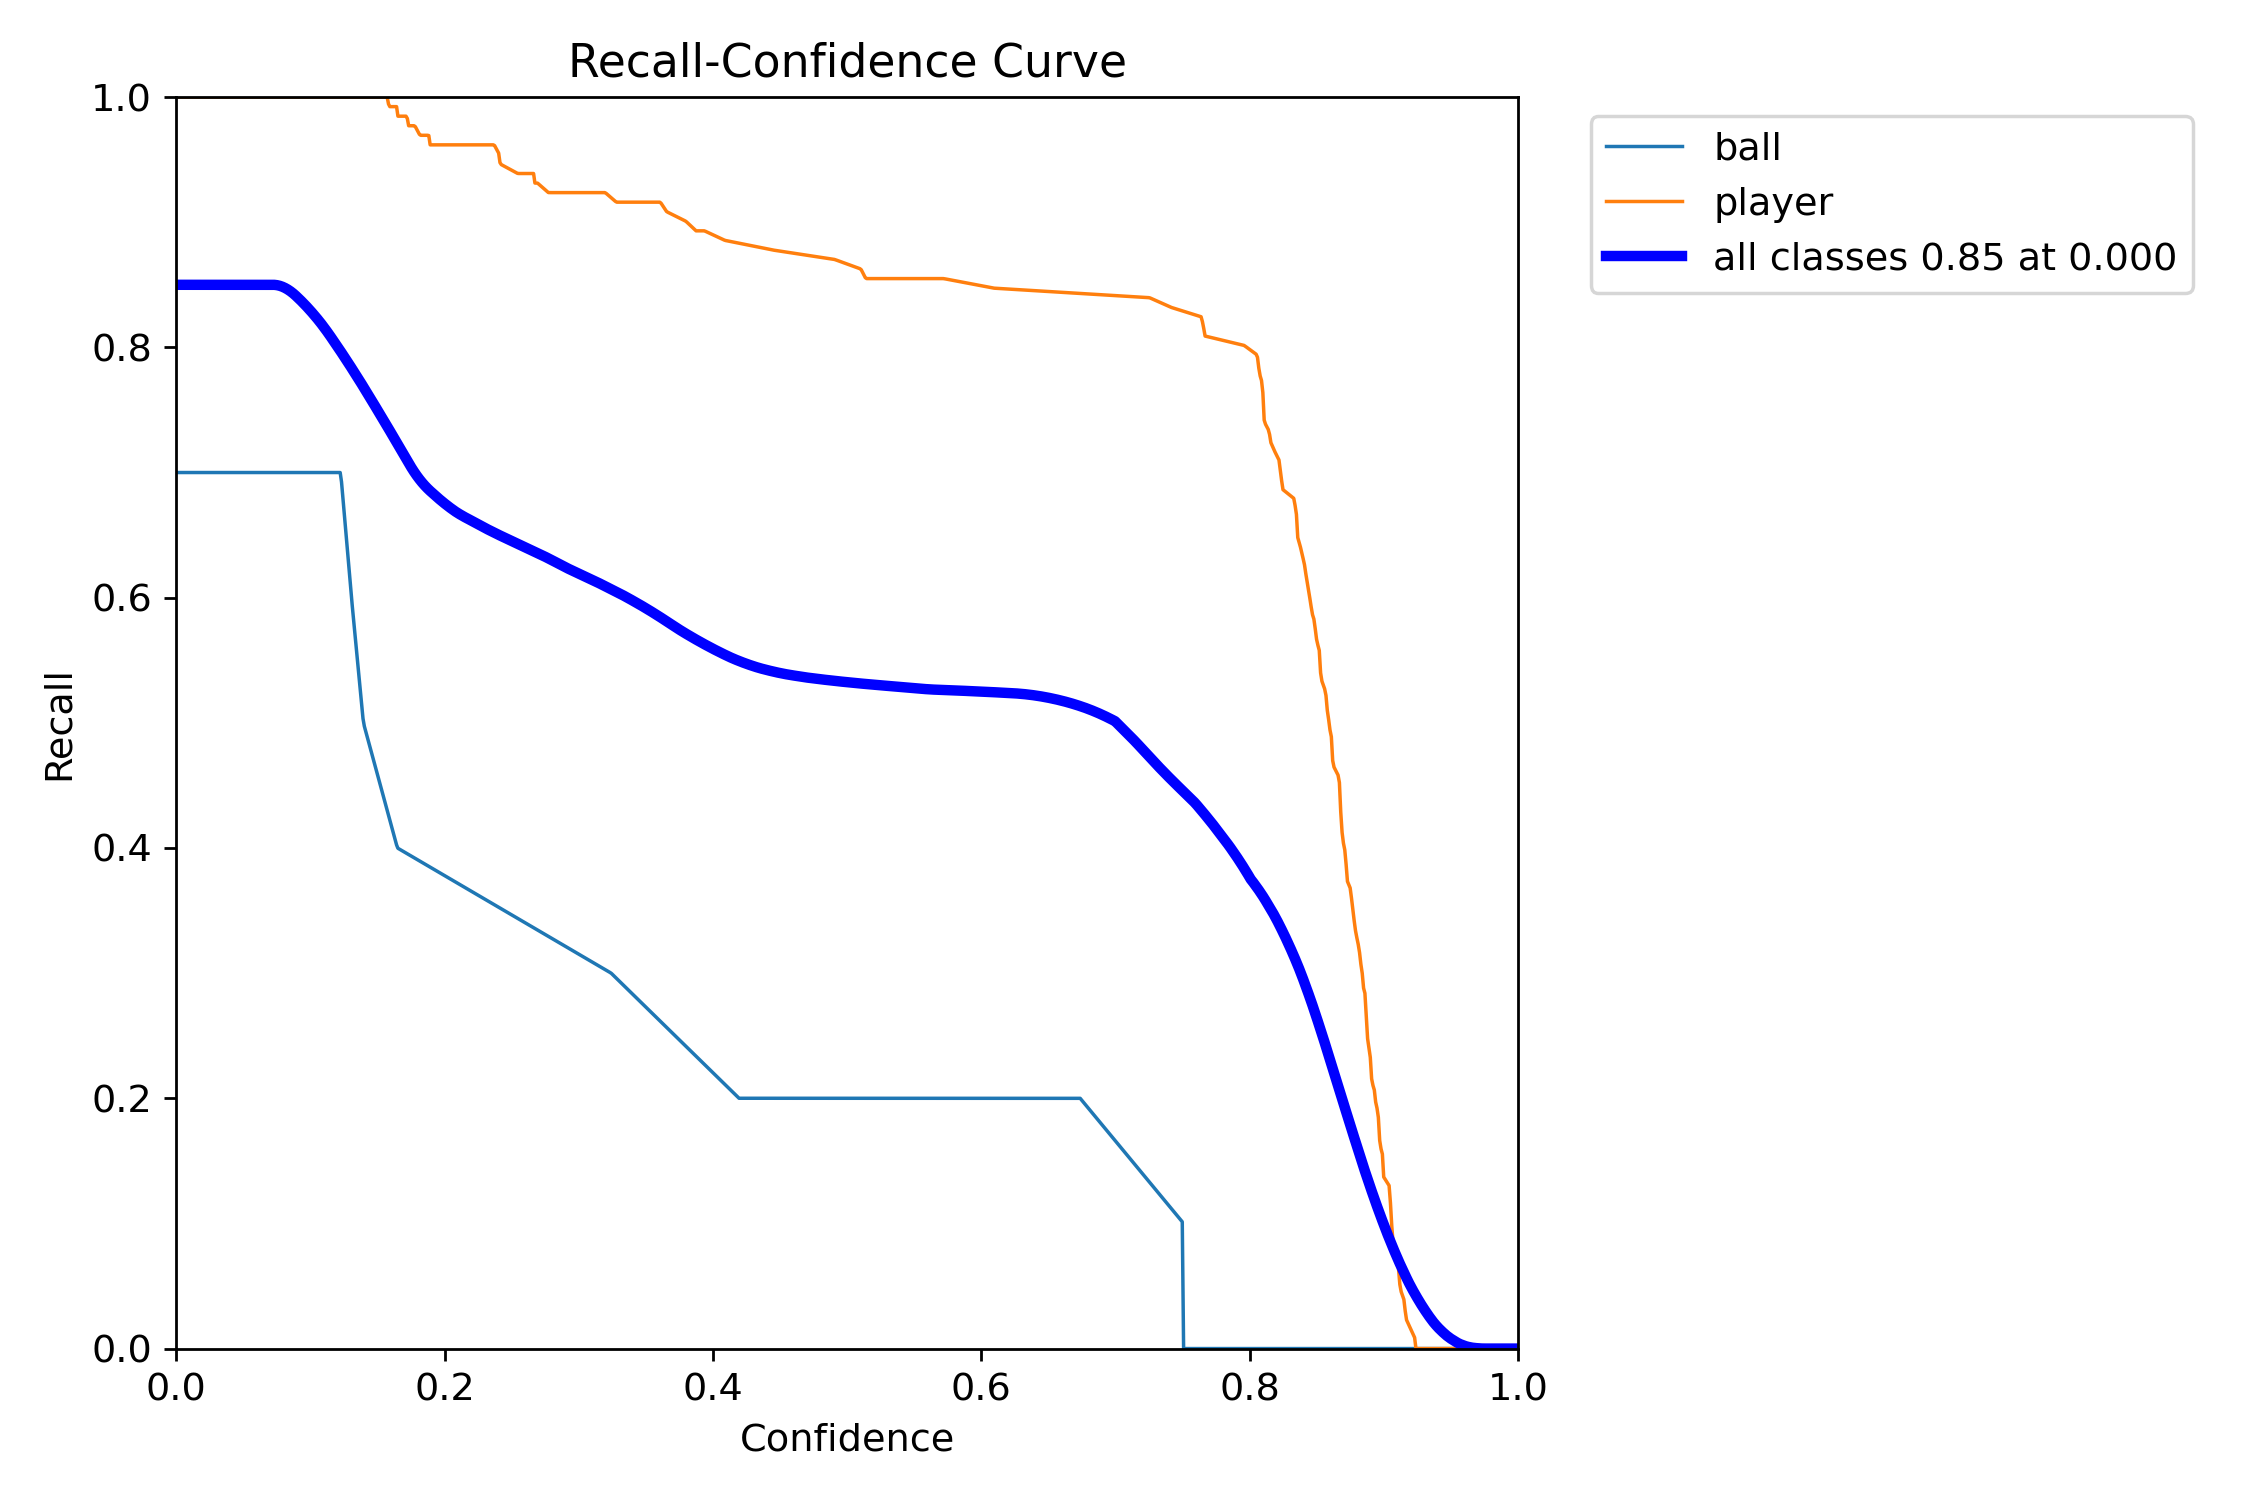 Recall-Confidence Curve
1.0
0.8
0.6
0.4
0.2
0.0
Recall
0.0 0.2 0.4 0.6 0.8 1.0
Confidence
ball
player
all classes 0.85 at 0.000